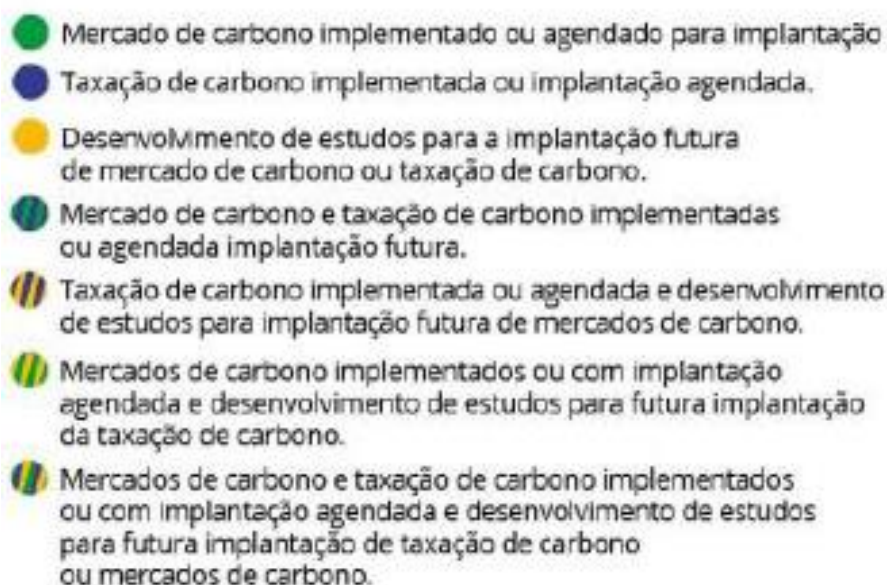 Mercado de carbono implementado ou agendado para implantação
Taxação de carbono implementada ou implantação agendada.
Desenvolvimento de estudos para a implantação futura
de mercado de carbono ou taxação de carbono.
Mercado de carbono e taxação de carbono implementadas
ou agendada implantação futura.
Taxação de carbono implementada ou agendada e desenvolvimento
de estudos para implantação futura de mercados de carbono.
Mercados de carbono implementados ou com implantação
agendada e desenvolvimento de estudos para futura implantação
da taxação de carbono.
Mercados de carbono e taxação de carbono implementados
ou com implantação agendada e desenvolvimento de estudos
para futura implantação de taxação de carbono
ou mercados de carbono.